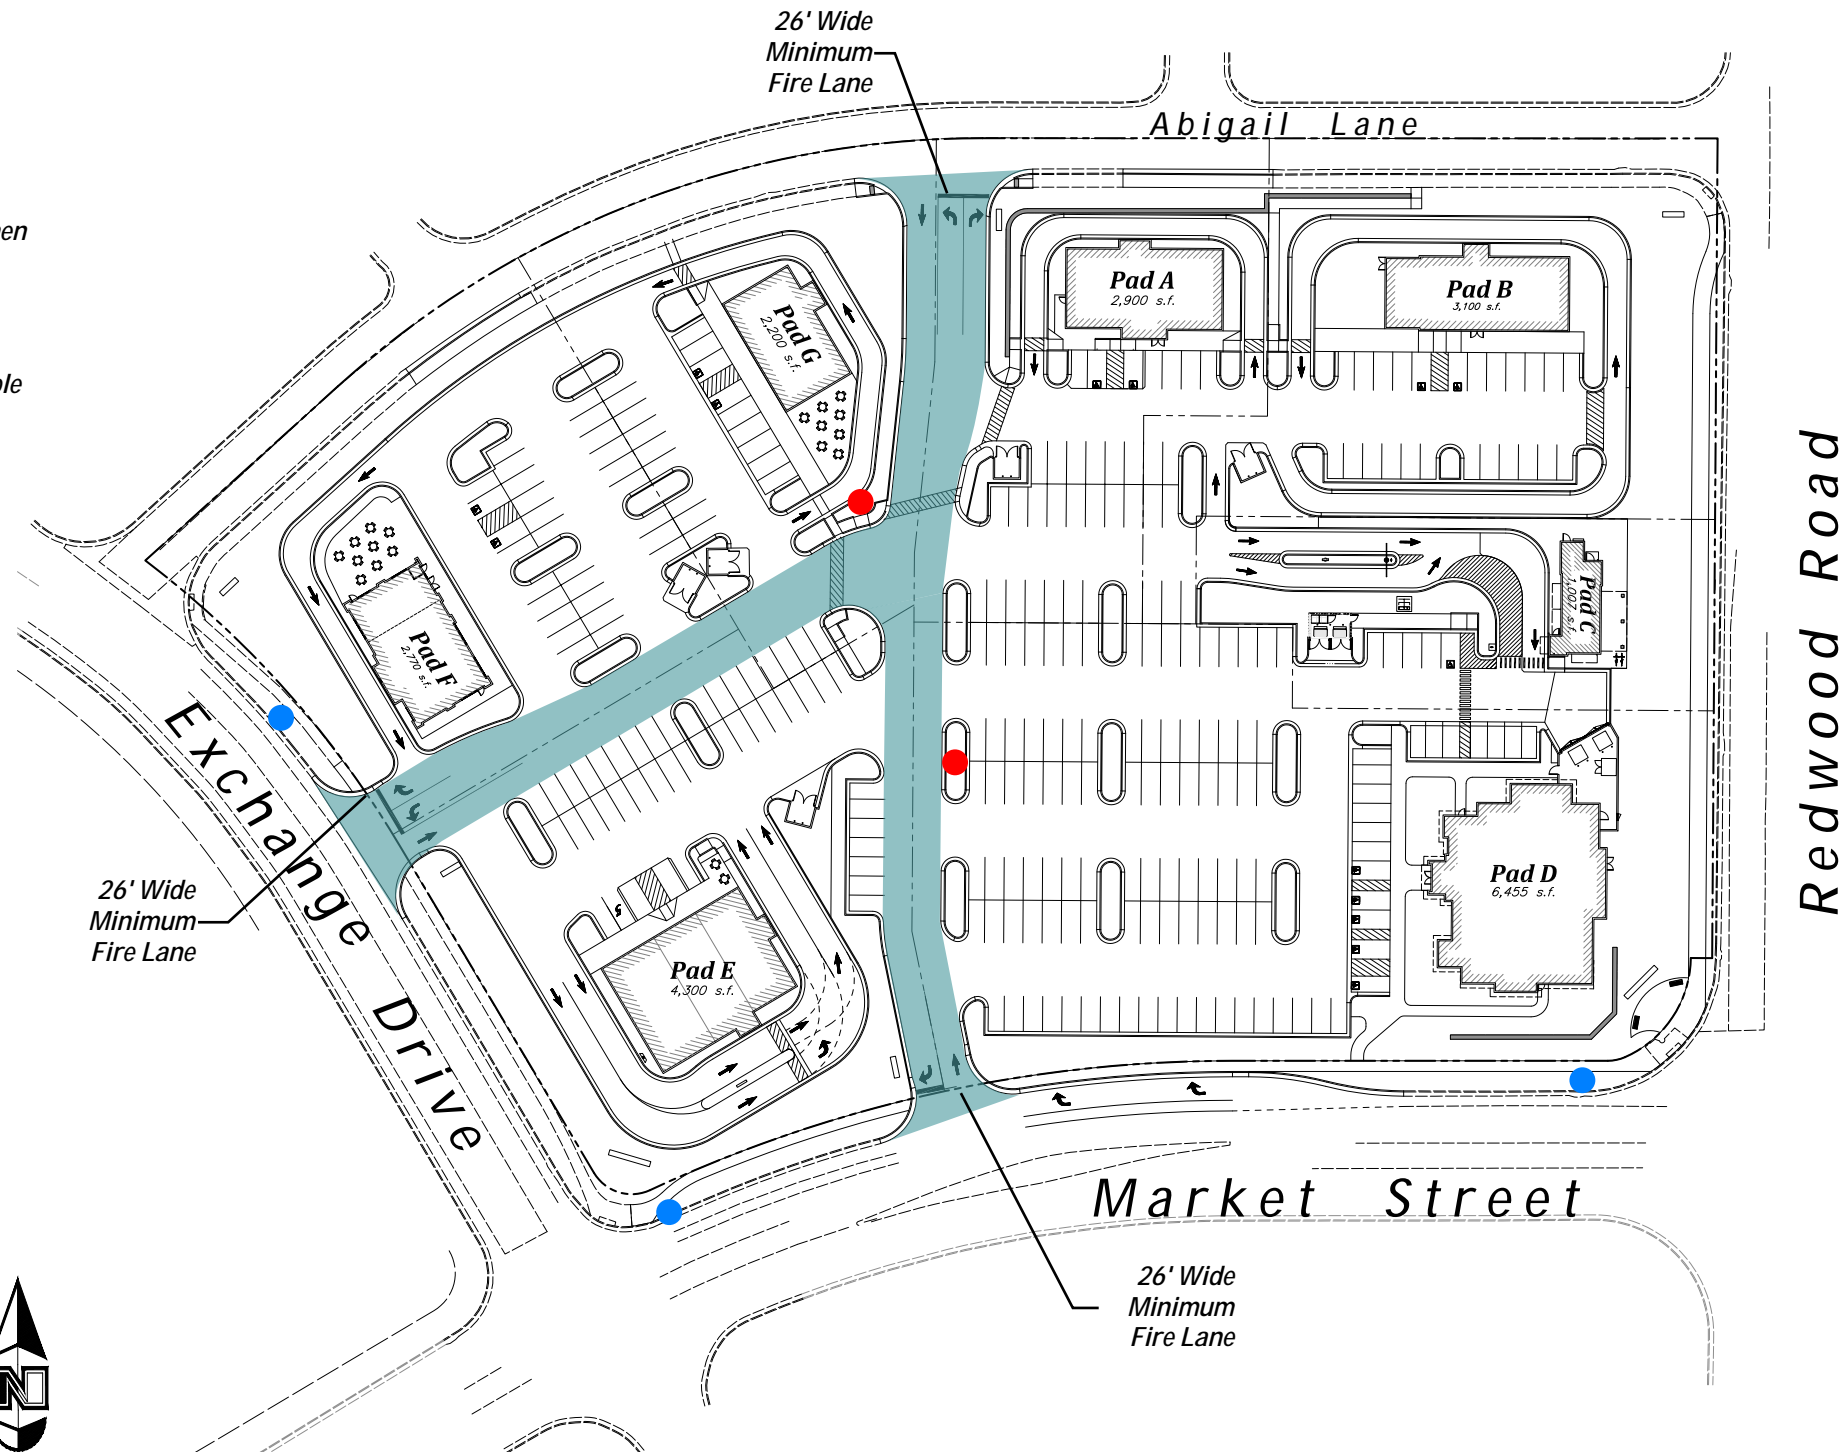 26' Wide
Minimum
Fire Lane
Abigail Lane
en
ole
Pad A
2,900 s.f.
Pad B
3,100 s.f.
Pad G
2,200 s.f.
Pad C
1,007 s.f.
Pad F
2,770 s.f.
Redwood Road
Exchange Drive
Pad D
6,455 s.f.
26' Wide
Minimum
Fire Lane
5
Pad E
4,300 s.f.
Market Street
26' Wide
Minimum
Fire Lane
N